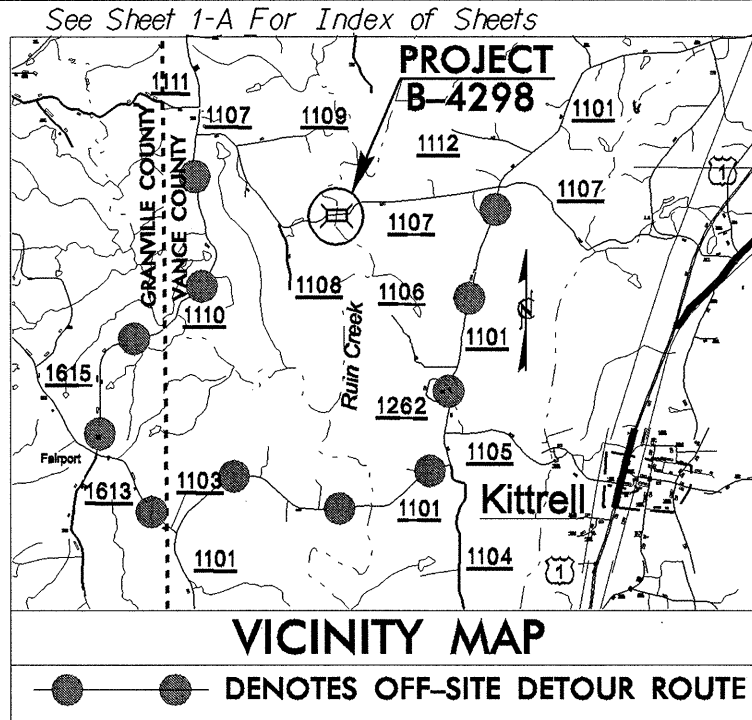 See Sheet 1-A For Index of Sheets
PROJECT
B-4298
1111
1107
1109
1101
1112
1
1107
1107
GRANVILLE COUNTY
VANCE COUNTY
1108
1106
1110
1101
Ruin Creek
1615
1262
Fairport
1105
1613
1103
1101
Kittrell
1101
1104
1
VICINITY MAP
DENOTES OFF-SITE DETOUR ROUTE